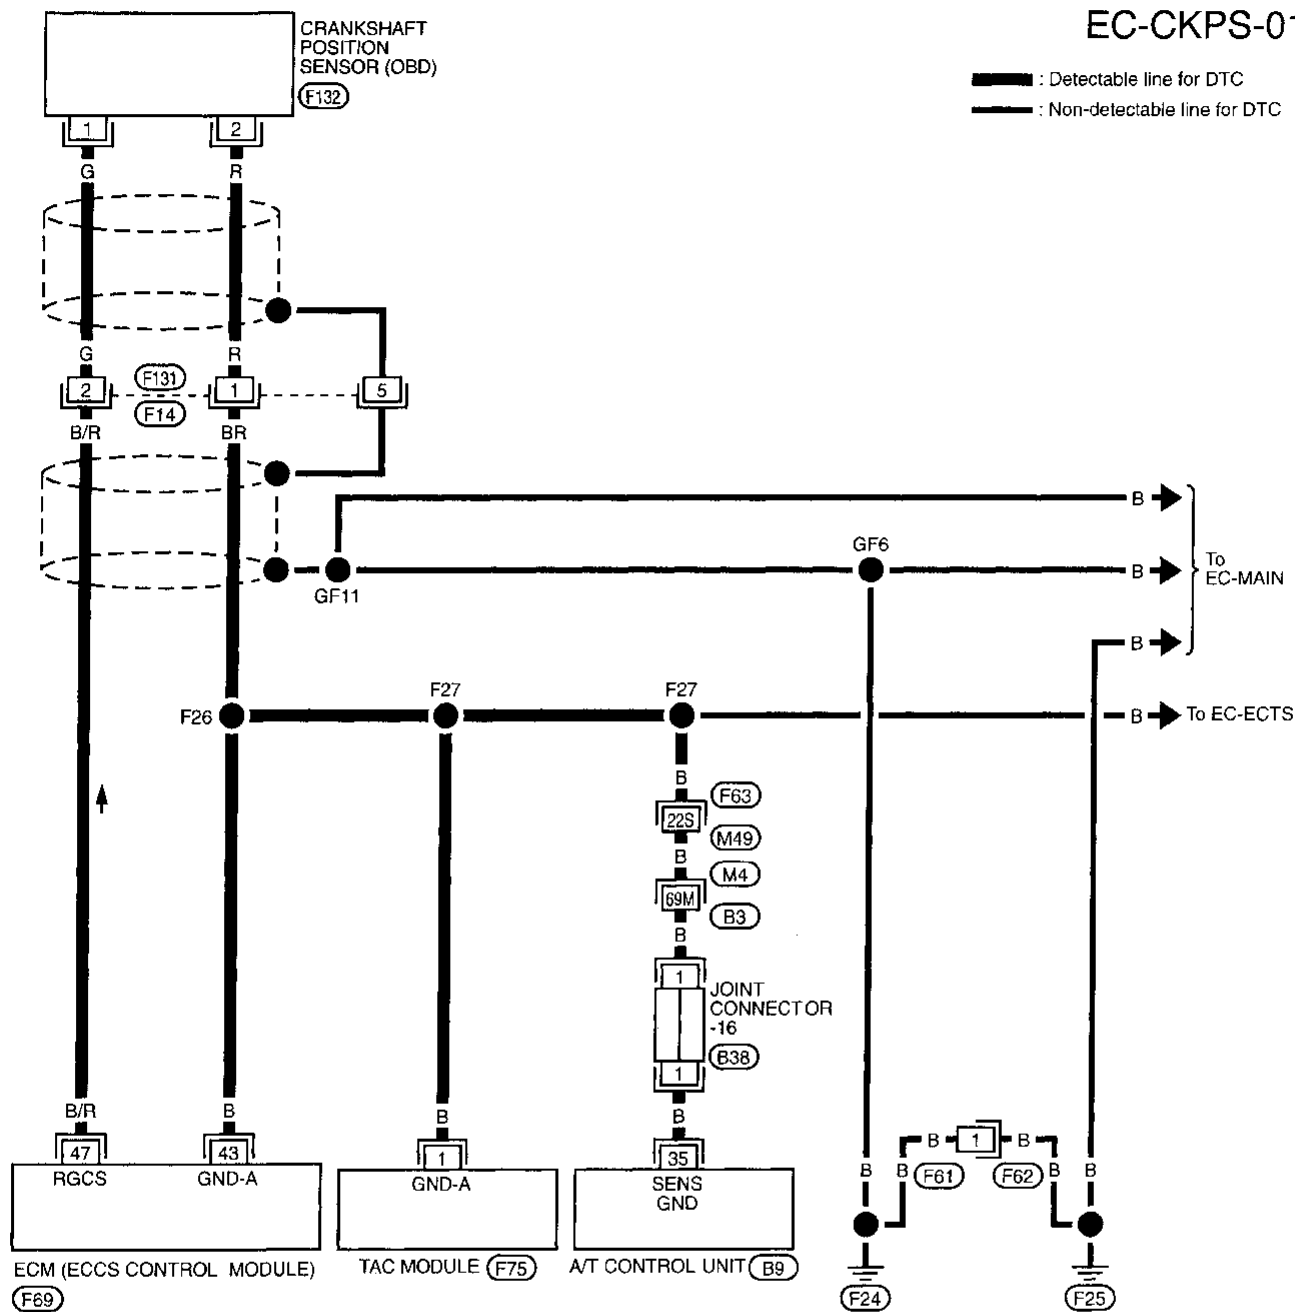 EC-CKPS-01
CRANKSHAFT
POSITION
SENSOR (OBD)
F132
: Detectable line for DTC
: Non-detectable line for DTC
1
2
G
R
G
R
2
F131
1
5
F14
B/R
BR
B
GF6
B
To
EC-MAIN
GF11
B
F27
F27
F26
B
To EC-ECTS
B
F63
22S
M49
B
M4
69M
B3
B
1
JOINT
CONNECTOR
-16
B38
1
B/R
B
B
B
B
1
B
47
43
1
35
B
B
F61
F62
B
B
RGCS
GND-A
GND-A
SENS
GND
ECM (ECCS CONTROL MODULE)
F69
TAC MODULE
F75
A/T CONTROL UNIT
B9
F24
F25